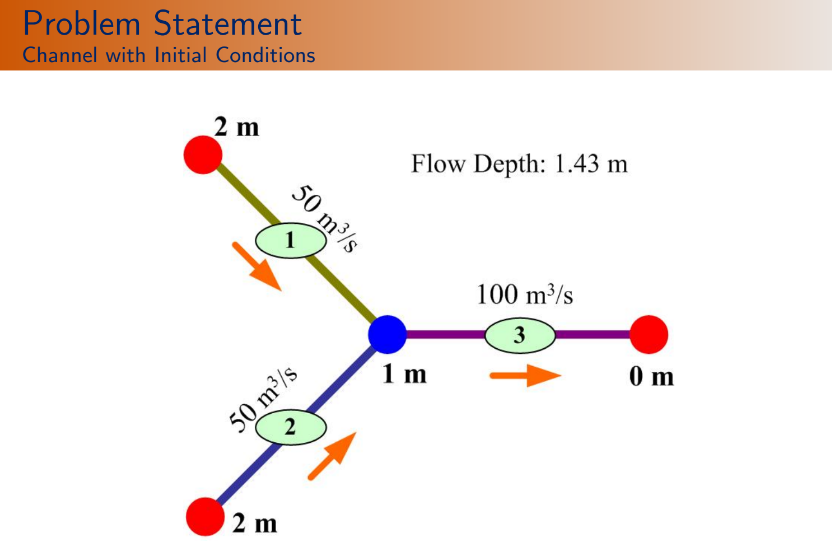 Problem Statement
Channel with Initial Conditions
2 m
Flow Depth: 1.43 m
50 m³/s
1
100 m³/s
3
1 m
0 m
50 m³/s
2
2 m